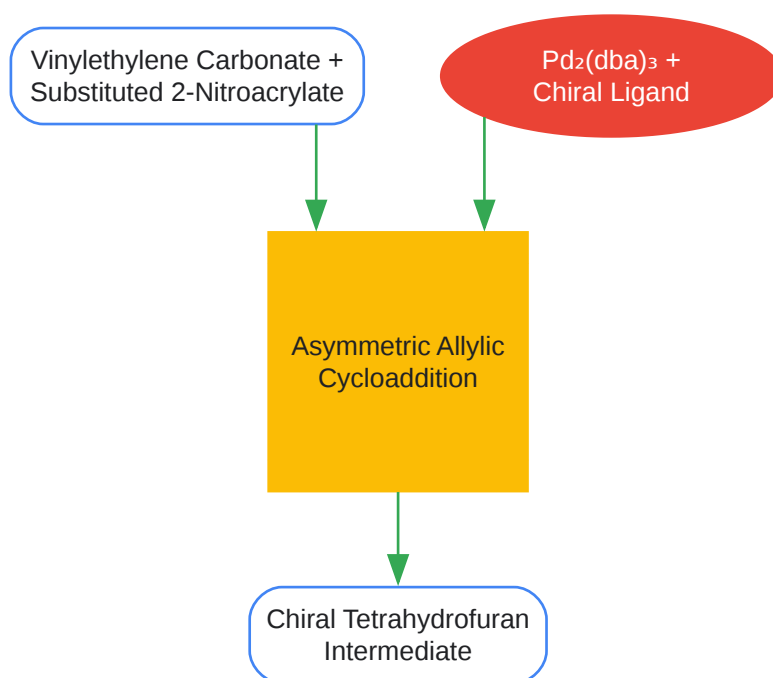 Vinylethylene Carbonate +
Substituted 2-Nitroacrylate
Pd₂(dba)₃ +
Chiral Ligand
Asymmetric Allylic
Cycloaddition
Chiral Tetrahydrofuran
Intermediate